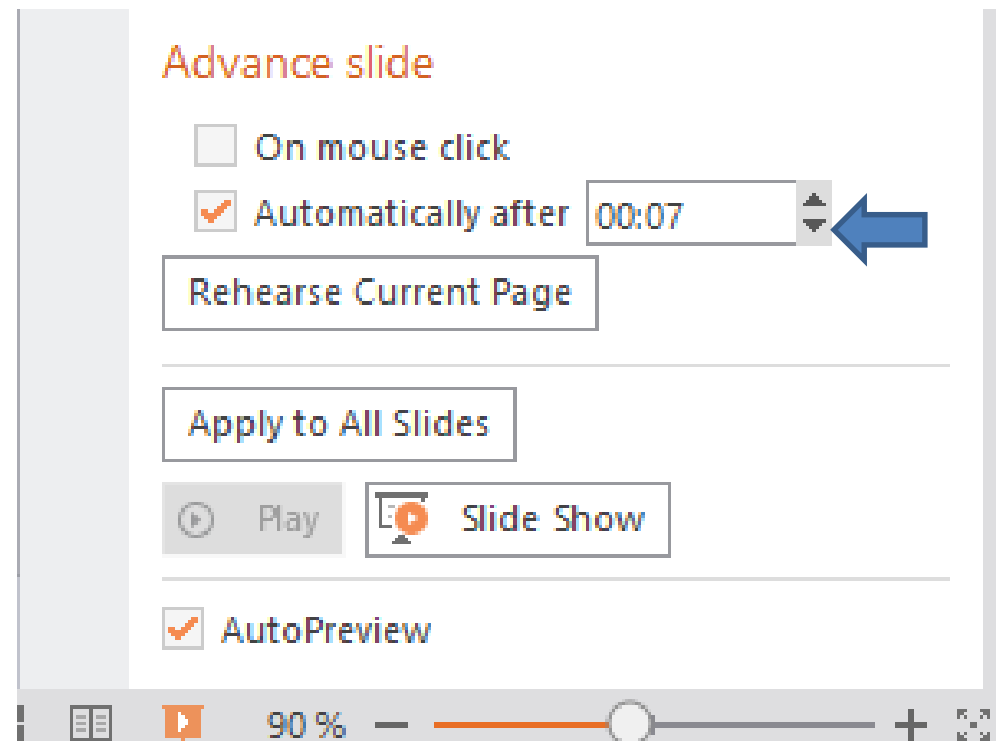 Advance slide
On mouse click
Automatically after 00:07
Rehearse Current Page
Apply to All Slides
Play Slide Show
AutoPreview
90 %